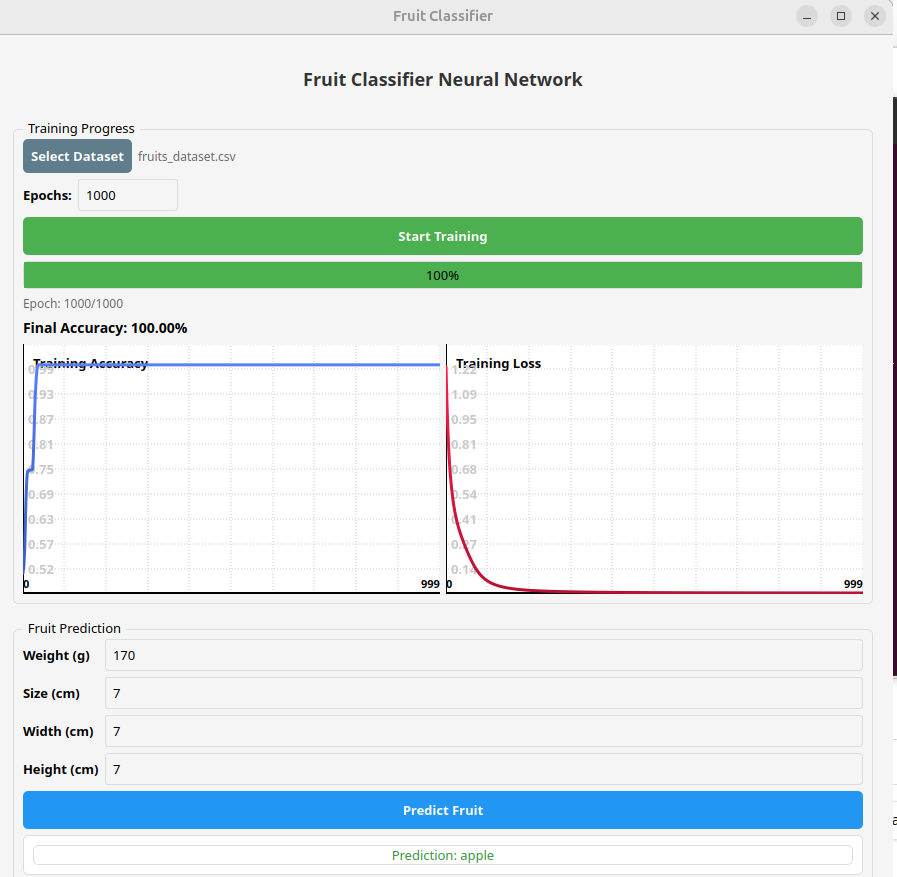 Fruit Classifier
Fruit Classifier Neural Network
Training Progress
Select Dataset fruits_dataset.csv
Epochs: 1000
Start Training
100%
Epoch: 1000/1000
Final Accuracy: 100.00%
Training Accuracy
0.99
0.93
0.87
0.81
0.75
0.69
0.63
0.57
0.52
0 999
Training Loss
1.22
1.09
0.95
0.81
0.68
0.54
0.41
0.27
0.14
0 999
Fruit Prediction
Weight (g) 170
Size (cm) 7
Width (cm) 7
Height (cm) 7
Predict Fruit
Prediction: apple